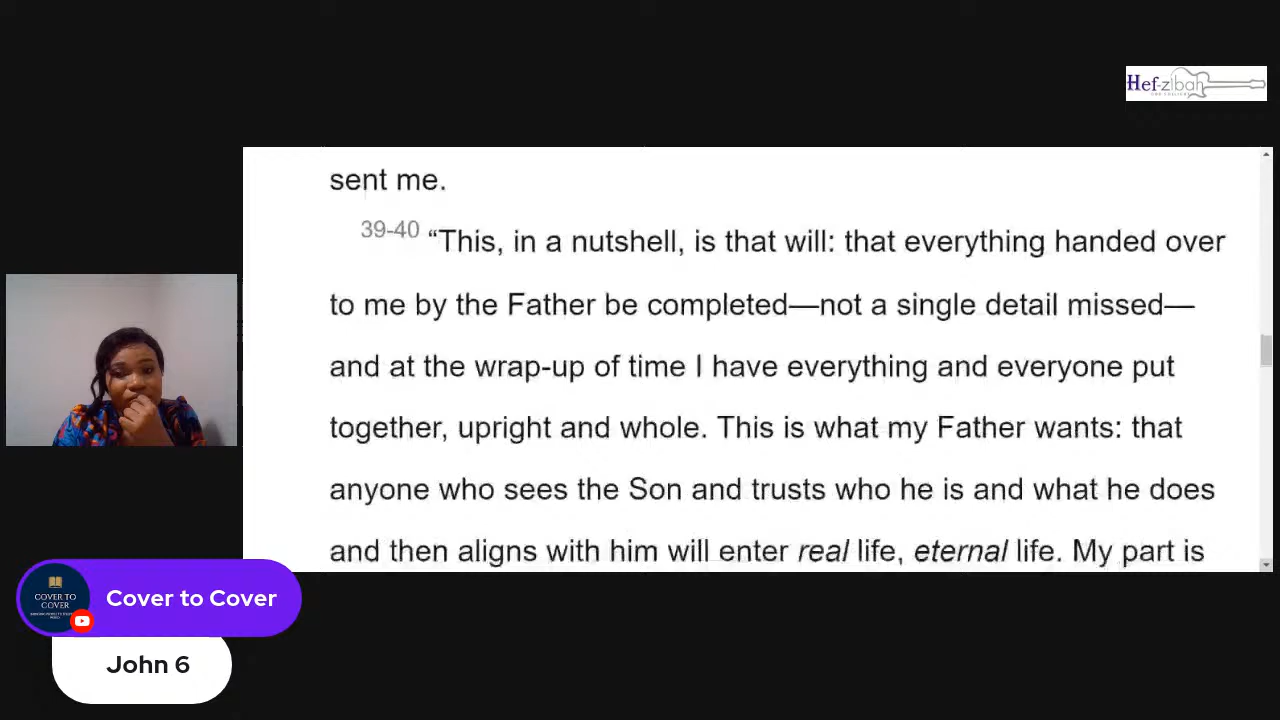 Hef-zibah
sent me.
39-40 “This, in a nutshell, is that will: that everything handed over
to me by the Father be completed—not a single detail missed—
and at the wrap-up of time I have everything and everyone put
together, upright and whole. This is what my Father wants: that
anyone who sees the Son and trusts who he is and what he does
and then aligns with him will enter real life, eternal life. My part is
COVER TO
COVER
Cover to Cover
John 6